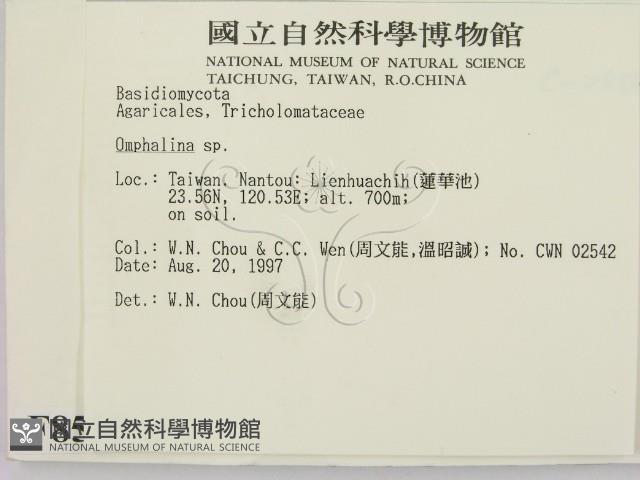 國立自然科學博物館
NATIONAL MUSEUM OF NATURAL SCIENCE
TAICHUNG, TAIWAN, R.O.CHINA
Basidiomycota
Agaricales, Tricholomataceae
Omphalina sp.
Loc.: Taiwan. Nantou: Lienhuachih(蓮華池)
23.56N, 120.53E; alt. 700m;
on soil.
Col.: W.N. Chou & C.C. Wen(周文能,溫昭誠); No. CWN 02542
Date: Aug. 20, 1997
Det.: W.N. Chou(周文能)
國立自然科學博物館
NATIONAL MUSEUM OF NATURAL SCIENCE